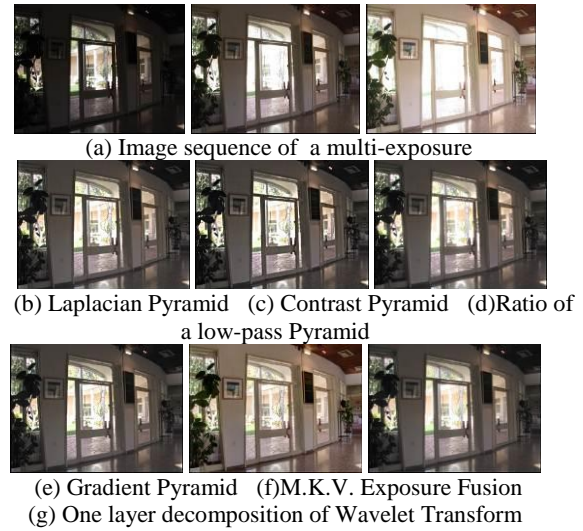 (a) Image sequence of a multi-exposure
(b) Laplacian Pyramid (c) Contrast Pyramid (d)Ratio of
a low-pass Pyramid
(e) Gradient Pyramid (f)M.K.V. Exposure Fusion
(g) One layer decomposition of Wavelet Transform